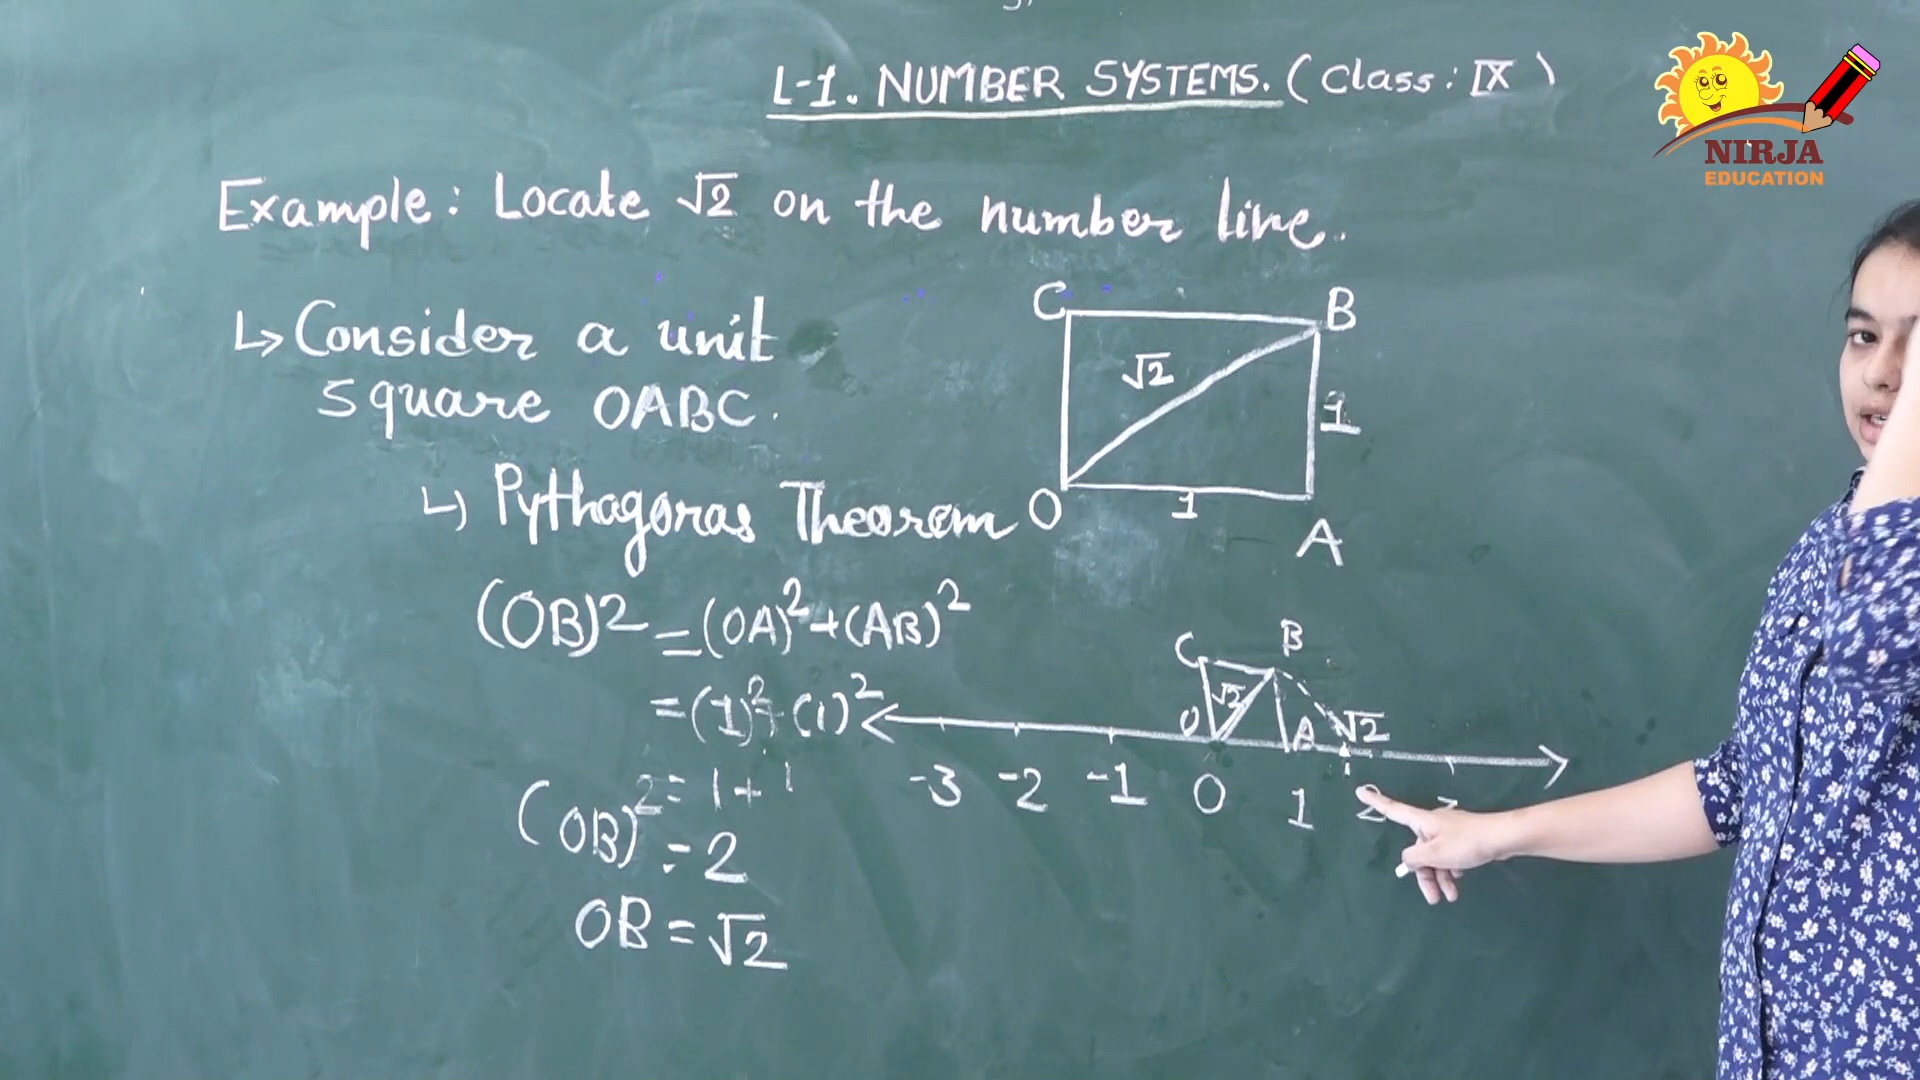 L-1. NUMBER SYSTEMS. (Class: IX)
NIRJA
EDUCATION
Example: Locate √2 on the number line.
↳ Consider a unit
square OABC.
C B
√2
1
O 1
A
↳ Pythagoras Theorem
(OB)2 = (OA)² + (AB)²
= (1)² + (1)²
2 = 1 + 1
(OB) = 2
OB = √2
C B
√2
O A √2
-3 -2 -1 0 1 2